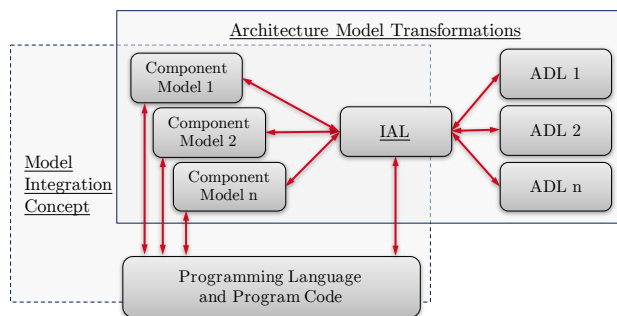 Architecture Model Transformations
Component
Model 1
Component
Model 2
Component
Model n
IAL
ADL 1
ADL 2
ADL n
Model
Integration
Concept
Programming Language
and Program Code